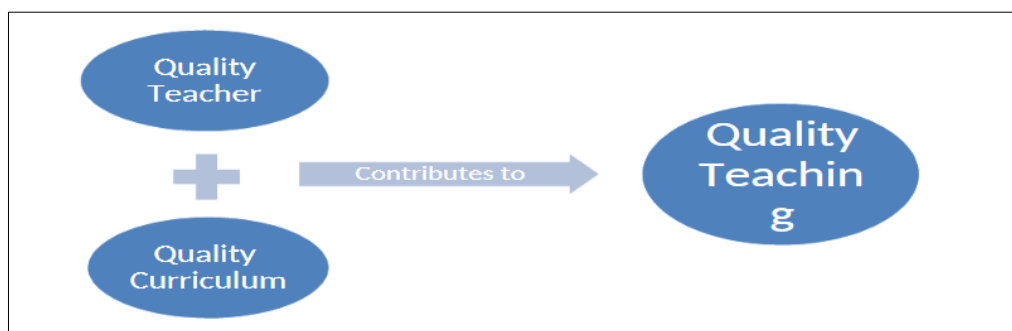 Quality
Teacher
Contributes to
Quality
Curriculum
Quality
Teachin
g